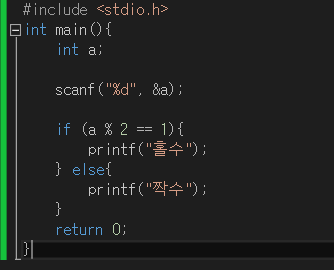 #include <stdio.h>
int main(){
    int a;

    scanf("%d", &a);

    if (a % 2 == 1){
        printf("홀수");
    } else{
        printf("짝수");
    }
    return 0;
}